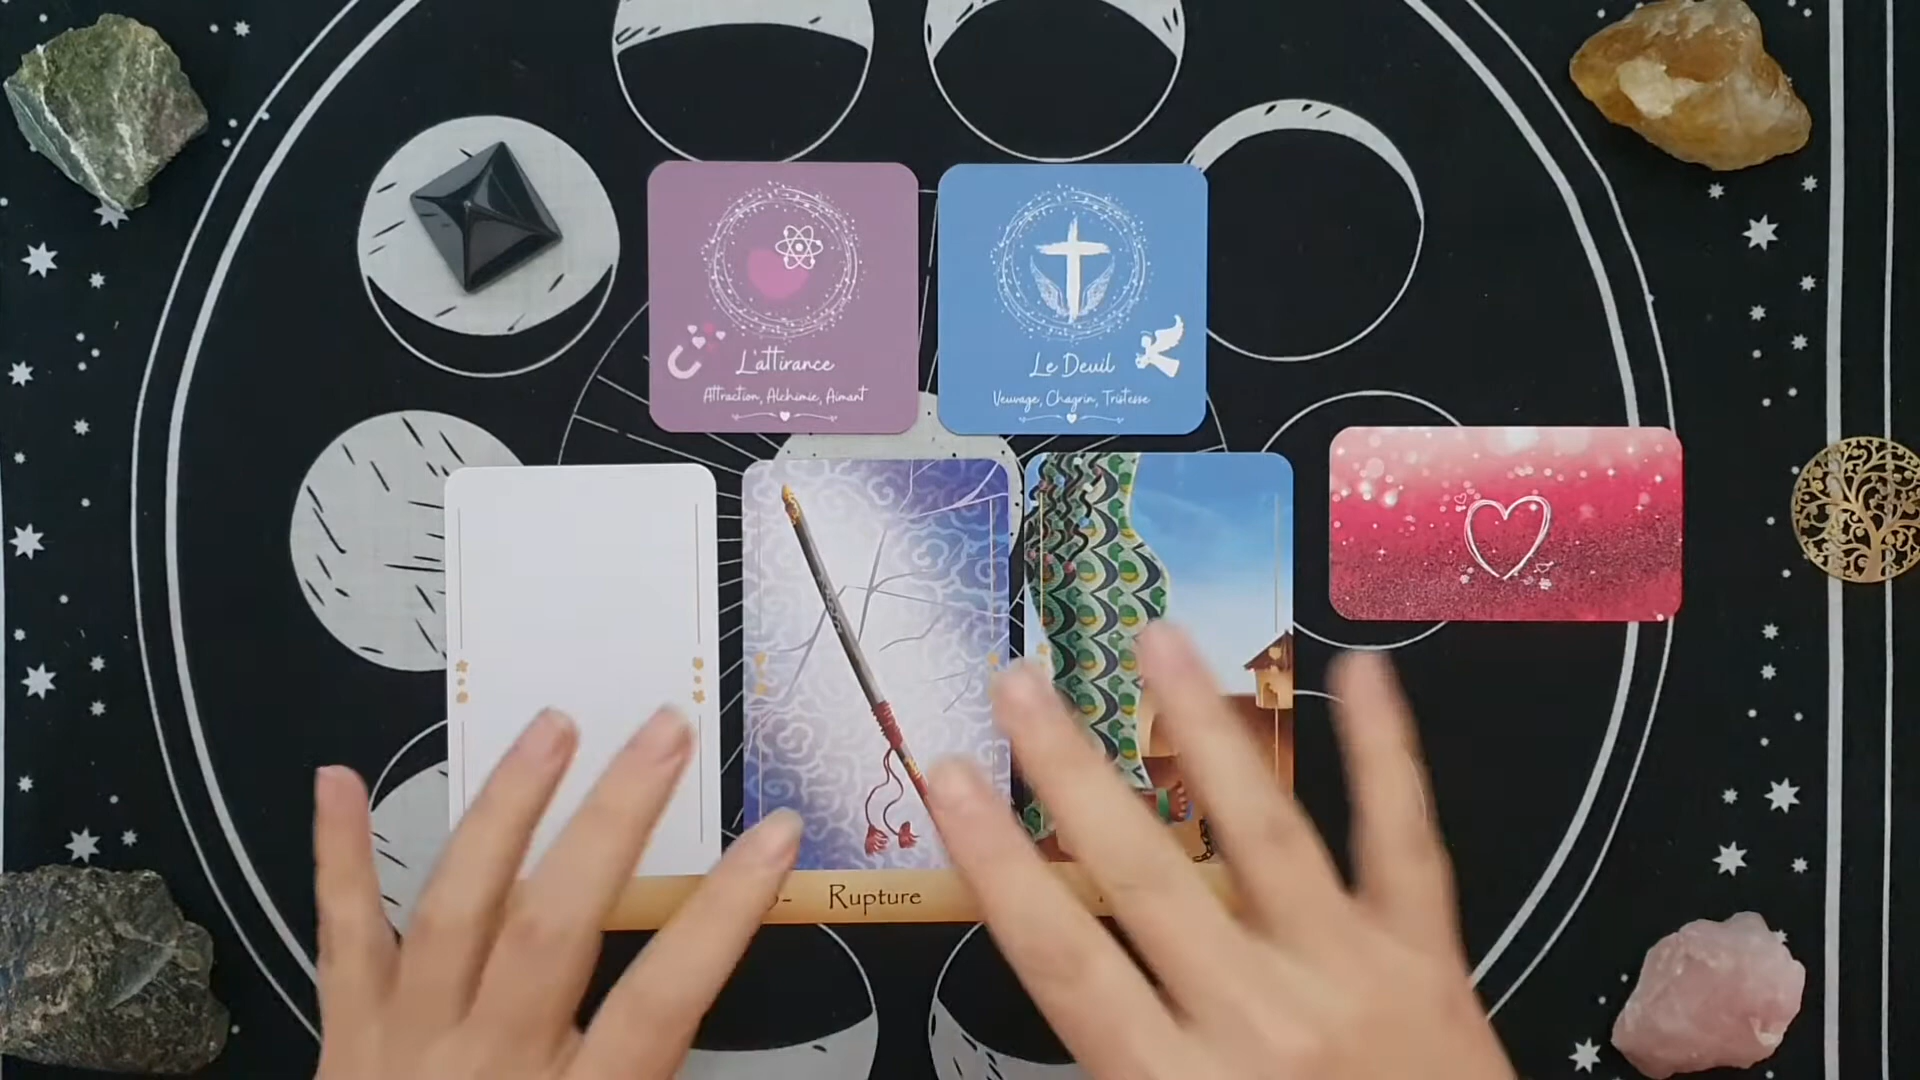 L'attirance
Attraction, Alchimie, Aimant
Le Deuil
Veuvage, Chagrin, Tristesse
- Rupture